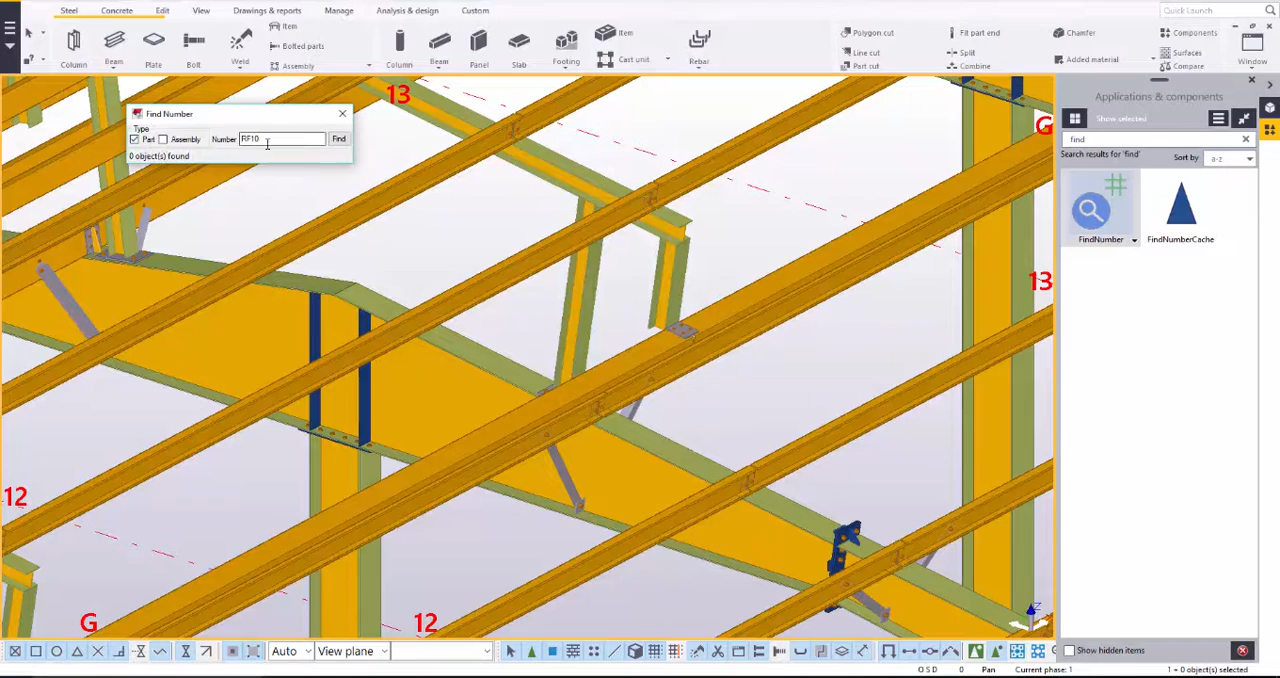 Steel Concrete Edit View Drawings & reports Manage Analysis & design Custom
Quick Launch
Column Beam Plate Bolt Weld
Item
Bolted parts
Assembly
Column Beam Panel Slab Footing
Item
Cast unit
Rebar
Polygon cut
Line cut
Part cut
Fit part end
Split
Combine
Chamfer
Added material
Components
Surfaces
Compare
Window
Find Number
Type
Part Assembly Number RF10 Find
0 object(s) found
13
G
13
12
G
12
Z
Applications & components
Show selected
find
Search results for 'find' Sort by a-z
FindNumber FindNumberCache
Show hidden items
Auto View plane
O S D 0 Pan Current phase: 1 1 + 0 object(s) selected